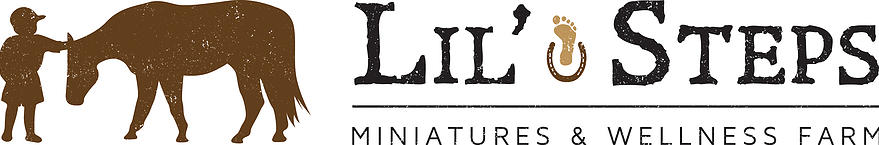 LIL' STEPS
MINIATURES & WELLNESS FARM